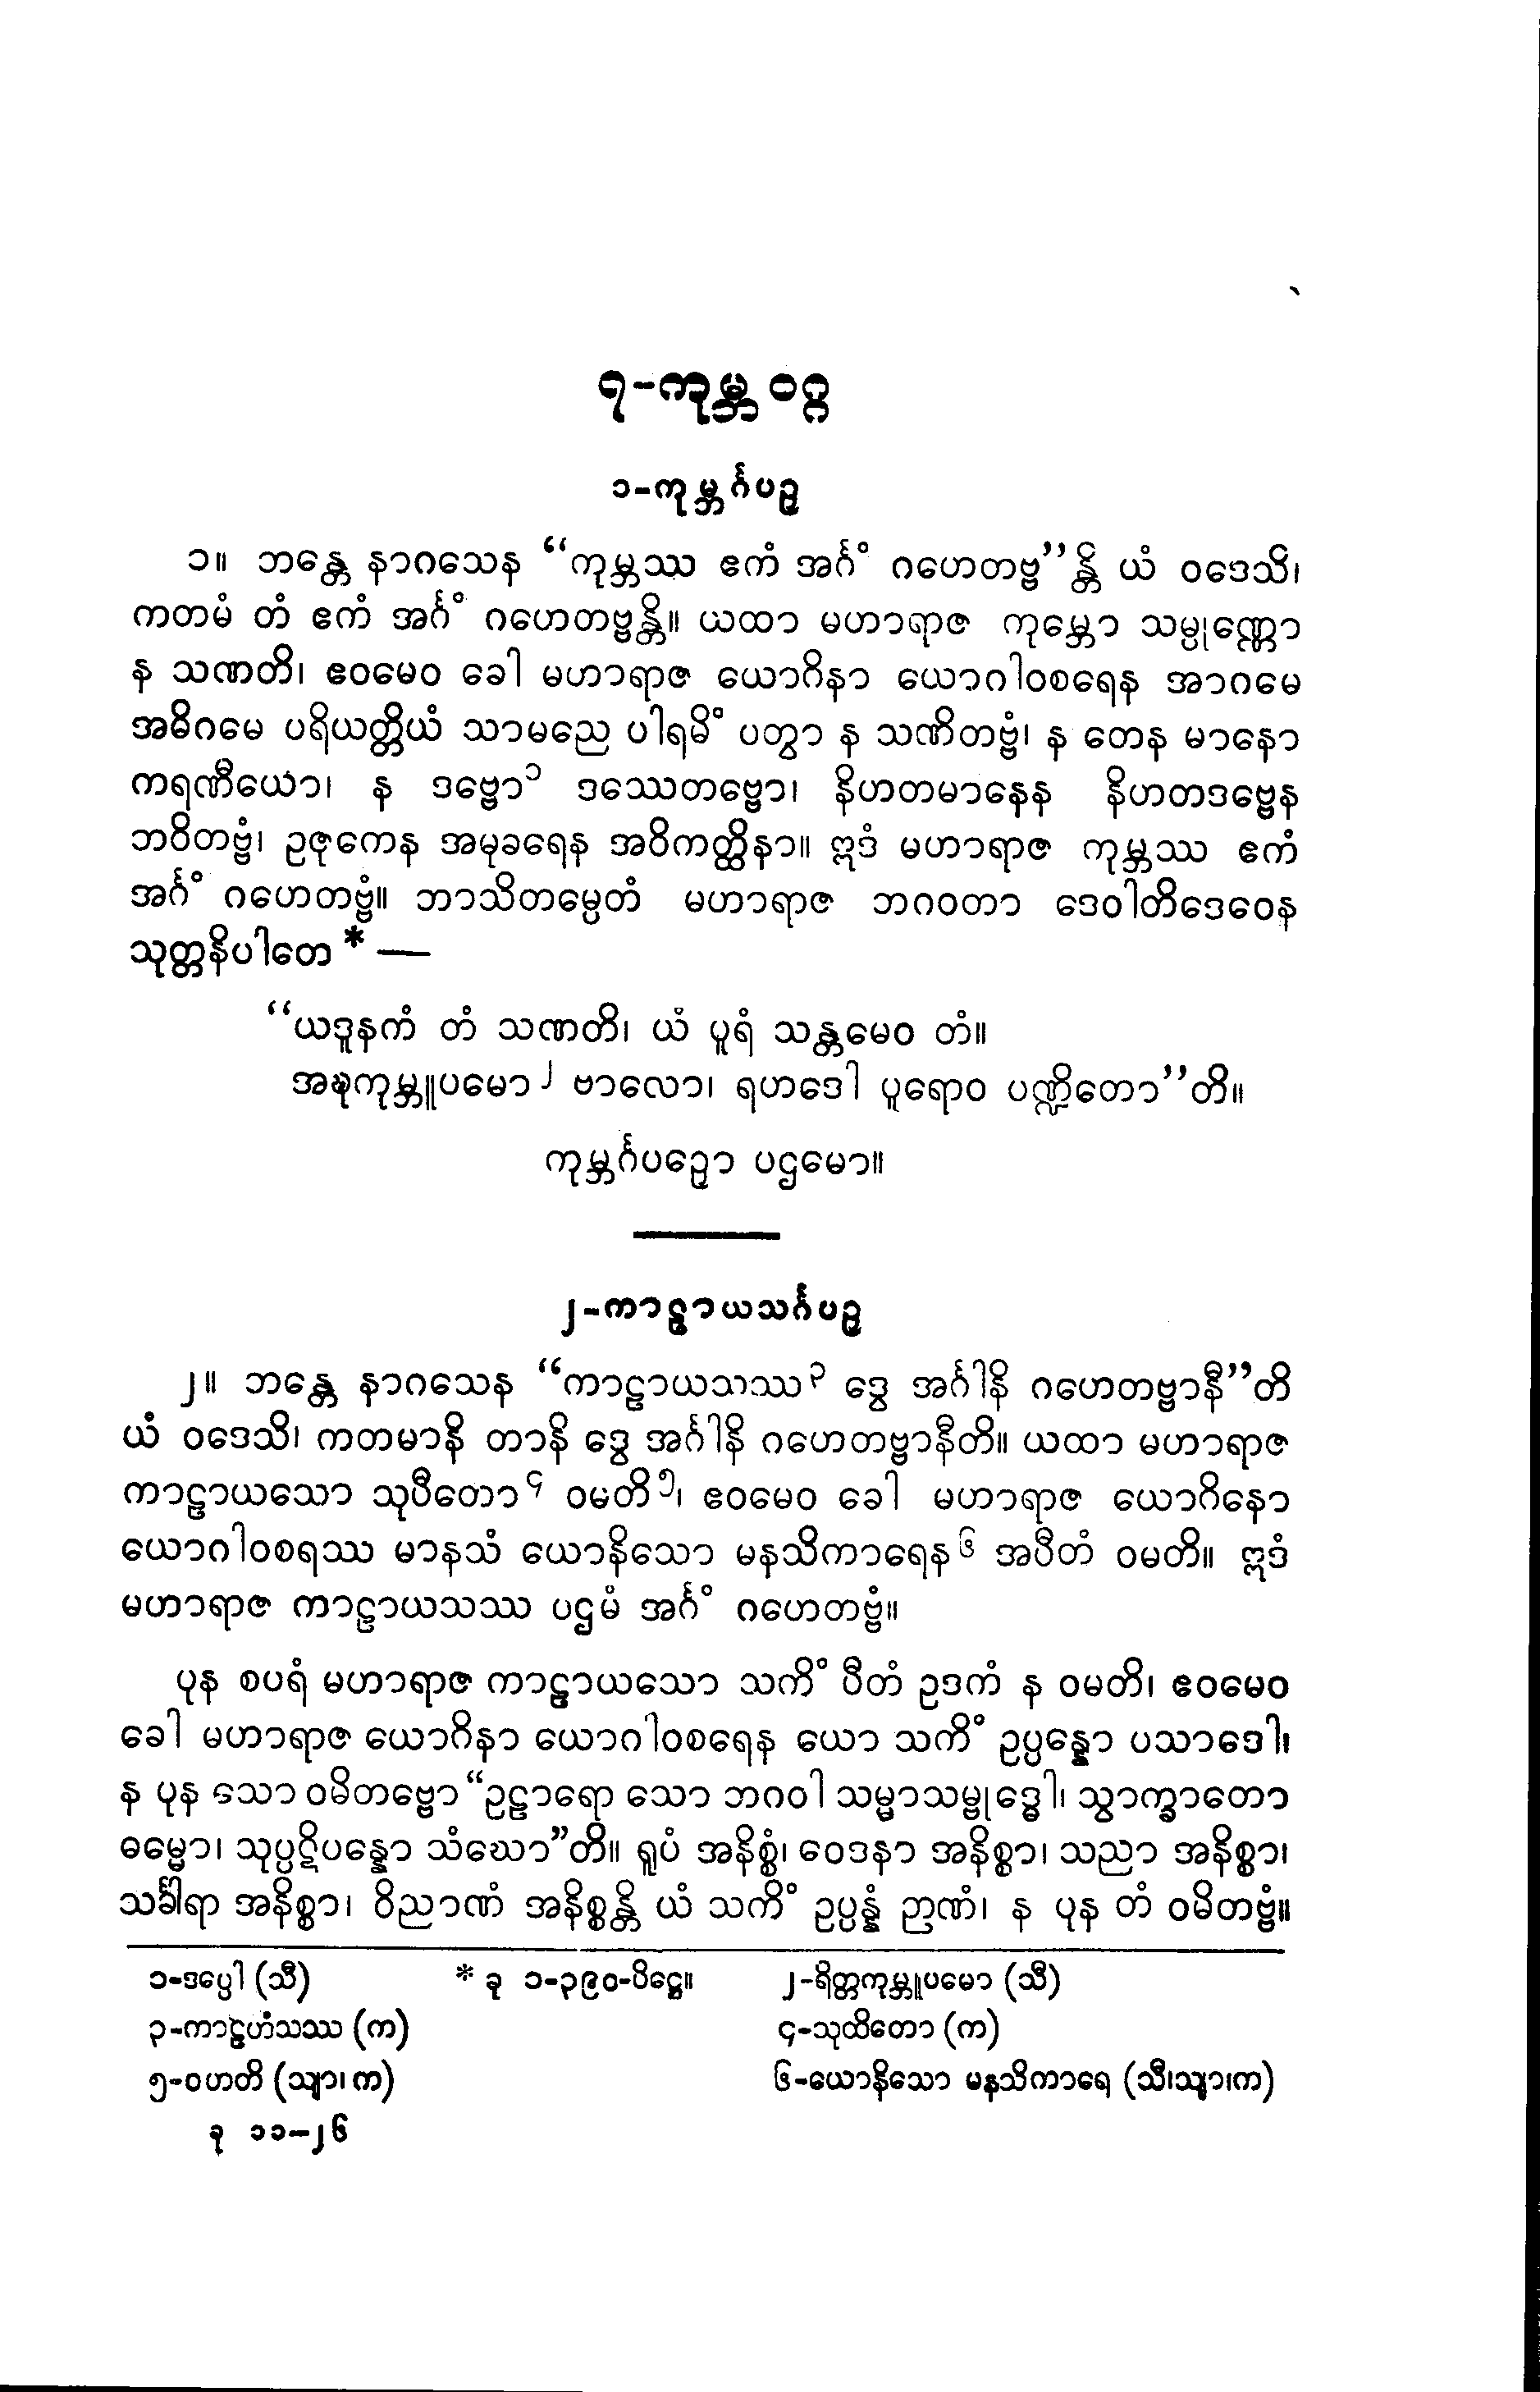 ၇-ကုမ္ဘ ဝဂ္ဂ
၁-ကုမ္ဘင်္ဂပဉှ
၁။ ဘန္တေ နာဂသေန “ကုမ္ဘဿ ဧကံ အင်္ဂံ ဂဟေတဗ္ဗ”န္တိ ယံ ဝဒေသိ၊
ကတမံ တံ ဧကံ အင်္ဂံ ဂဟေတဗ္ဗန္တိ။ ယထာ မဟာရာဇ ကုမ္ဘော သမ္ပုဏ္ဏော
န သဏတိ၊ ဧဝမေဝ ခေါ မဟာရာဇ ယောဂိနာ ယောဂါဝစရေန အာဂမေ
အဓိဂမေ ပရိယတ္တိယံ သာမညေ ပါရမိံ ပတွာ န သဏိတဗ္ဗံ၊ န တေန မာနော
ကရဏီယော၊ န ဒဗ္ဗော၁ ဒဿေတဗ္ဗော၊ နိဟတမာနေန နိဟတဒဗ္ဗေန
ဘဝိတဗ္ဗံ၊ ဥဇုကေန အမုခရေန အဝိကတ္ထိနာ။ ဣဒံ မဟာရာဇ ကုမ္ဘဿ ဧကံ
အင်္ဂံ ဂဟေတဗ္ဗံ။ ဘာသိတမ္ပေတံ မဟာရာဇ ဘဂဝတာ ဒေဝါတိဒေဝေန
သုတ္တနိပါတေ * —
“ယဒူနကံ တံ သဏတိ၊ ယံ ပူရံ သန္တမေဝ တံ။
အဍ္ဎကုမ္ဘူပမော၂ ဗာလော၊ ရဟဒေါ ပူရောဝ ပဏ္ဍိတော”တိ။
ကုမ္ဘင်္ဂပဉှော ပဌမော။
၂-ကာဠာယသင်္ဂပဉှ
၂။ ဘန္တေ နာဂသေန “ကာဠာယသဿ၃ ဒွေ အင်္ဂါနိ ဂဟေတဗ္ဗာနီ”တိ
ယံ ဝဒေသိ၊ ကတမာနိ တာနိ ဒွေ အင်္ဂါနိ ဂဟေတဗ္ဗာနီတိ။ ယထာ မဟာရာဇ
ကာဠာယသော သုပီတော၄ ဝမတိ၅၊ ဧဝမေဝ ခေါ မဟာရာဇ ယောဂိနော
ယောဂါဝစရဿ မာနသံ ယောနိသော မနသိကာရေန၆ အပီတံ ဝမတိ။ ဣဒံ
မဟာရာဇ ကာဠာယသဿ ပဌမံ အင်္ဂံ ဂဟေတဗ္ဗံ။
ပုန စပရံ မဟာရာဇ ကာဠာယသော သကိံ ပီတံ ဥဒကံ န ဝမတိ၊ ဧဝမေဝ
ခေါ မဟာရာဇ ယောဂိနာ ယောဂါဝစရေန ယော သကိံ ဥပ္ပန္နော ပသာဒေါ၊
န ပုန သော ဝမိတဗ္ဗော “ဥဠာရော သော ဘဂဝါ သမ္မာသမ္ဗုဒ္ဓေါ၊ သွာက္ခာတော
ဓမ္မော၊ သုပ္ပဋိပန္နော သံဃော”တိ။ ရူပံ အနိစ္စံ၊ ဝေဒနာ အနိစ္စာ၊ သညာ အနိစ္စာ၊
သင်္ခါရာ အနိစ္စာ၊ ဝိညာဏံ အနိစ္စန္တိ ယံ သကိံ ဥပ္ပန္နံ ဉာဏံ၊ န ပုန တံ ဝမိတဗ္ဗံ။
၁-ဒပ္ပေါ (သီ) * ခု ၁-၃၉၀-ပိဋ္ဌေ။ ၂-ရိတ္တကုမ္ဘူပမော (သီ)
၃-ကာဠဟံသဿ (က) ၄-သုထိတော (က)
၅-ဝဟတိ (သျာ၊ က) ၆-ယောနိသော မနသိကာရေ (သီ၊သျာ၊က)
ခု ၁၁-၂၆